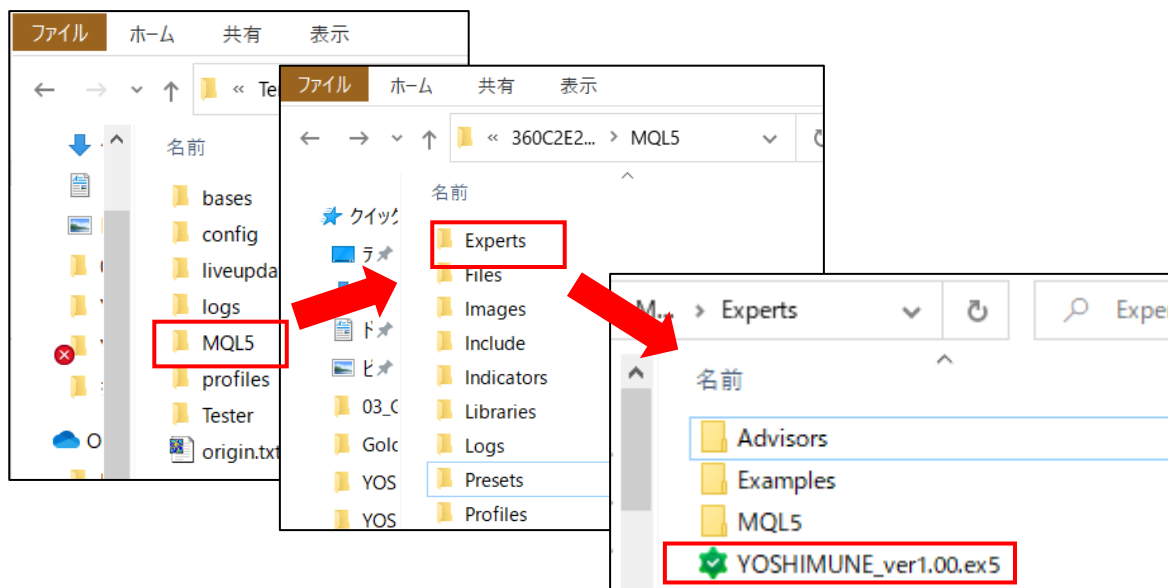 ファイル ホーム 共有 表示
« Te
名前
bases
config
liveupda
logs
MQL5
profiles
Tester
origin.txt
O
ファイル ホーム 共有 表示
« 360C2E2... > MQL5
名前
クイック
Experts
Files
Images
Include
Indicators
03_G
Libraries
Gold
Logs
YOS
Presets
YOS
Profiles
M... > Experts
Exper
名前
Advisors
Examples
MQL5
YOSHIMUNE_ver1.00.ex5